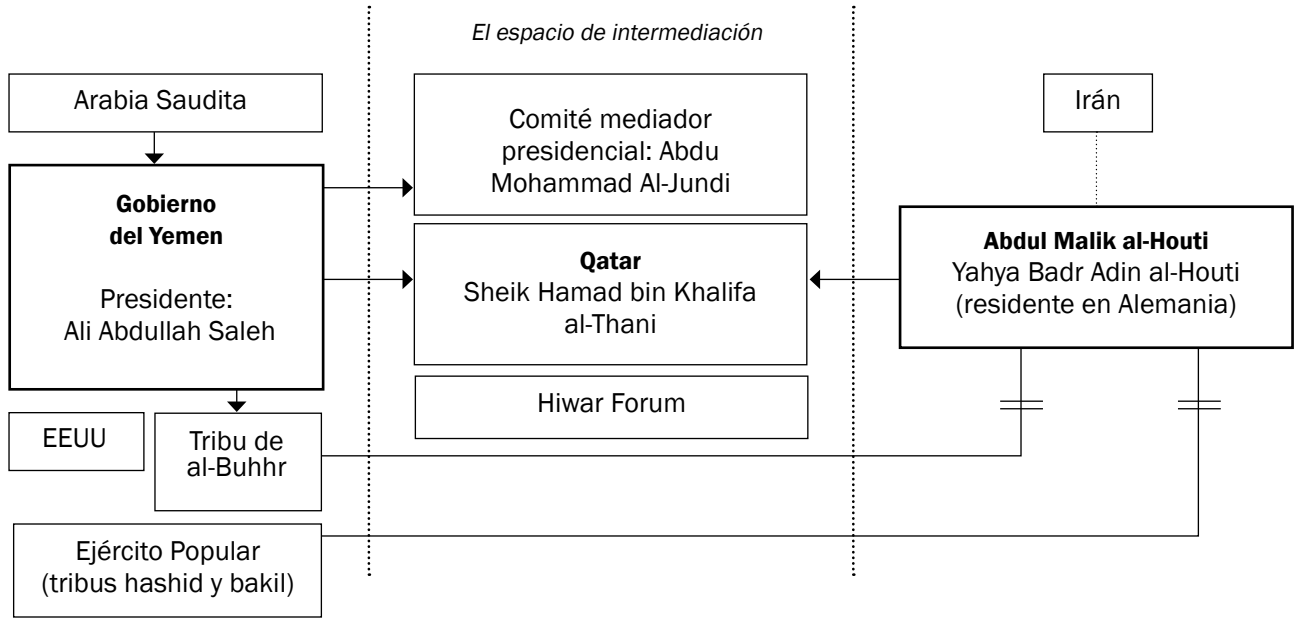 El espacio de intermediación
Arabia Saudita
Gobierno
del Yemen
Presidente:
Ali Abdullah Saleh
EEUU
Tribu de
al-Buhhr
Ejército Popular
(tribus hashid y bakil)
Comité mediador
presidencial: Abdu
Mohammad Al-Jundi
Qatar
Sheik Hamad bin Khalifa
al-Thani
Hiwar Forum
Irán
Abdul Malik al-Houti
Yahya Badr Adin al-Houti
(residente en Alemania)